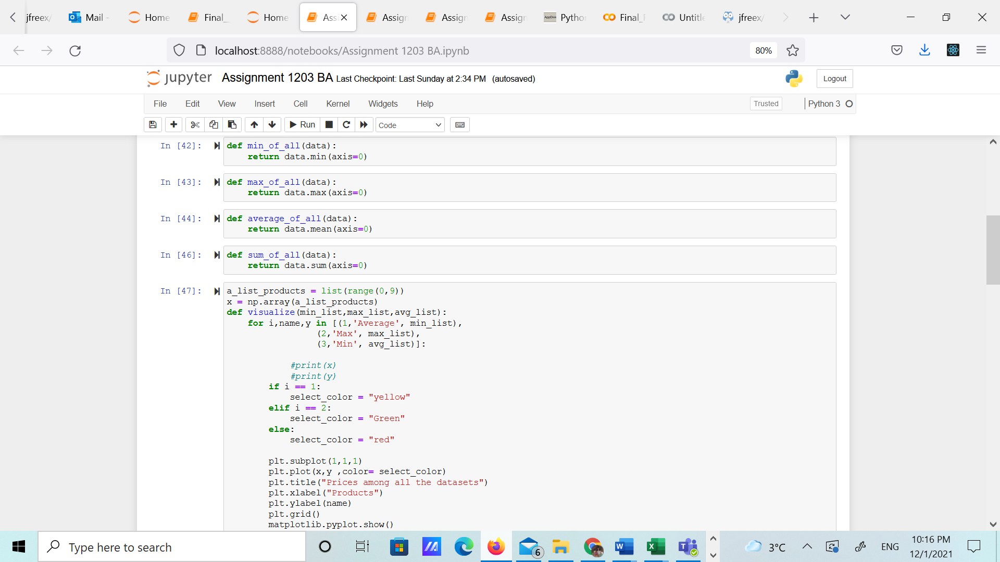 jfreex/
Mail -
Home
Final_
Home
Ass
Assign
Assign
Assign
AppDiv
Pytho
Final_F
Untitle
jfreex/
localhost:8888/notebooks/Assignment 1203 BA.ipynb
80%
jupyter
Assignment 1203 BA Last Checkpoint: Last Sunday at 2:34 PM (autosaved)
Logout
File Edit View Insert Cell Kernel Widgets Help
Trusted
Python 3
Run
Code
In [42]: def min_of_all(data):
return data.min(axis=0)
In [43]: def max_of_all(data):
return data.max(axis=0)
In [44]: def average_of_all(data):
return data.mean(axis=0)
In [46]: def sum_of_all(data):
return data.sum(axis=0)
In [47]: a_list_products = list(range(0,9))
x = np.array(a_list_products)
def visualize(min_list,max_list,avg_list):
for i,name,y in [(1,'Average', min_list),
(2,'Max', max_list),
(3,'Min', avg_list)]:
#print(x)
#print(y)
if i == 1:
select_color = "yellow"
elif i == 2:
select_color = "Green"
else:
select_color = "red"
plt.subplot(1,1,1)
plt.plot(x,y ,color= select_color)
plt.title("Prices among all the datasets")
plt.xlabel("Products")
plt.ylabel(name)
plt.grid()
matplotlib.pyplot.show()
Type here to search
6
3°C
ENG
10:16 PM
12/1/2021